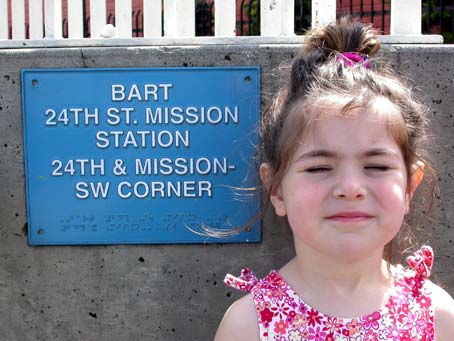 BART
24TH ST. MISSION
STATION
24TH & MISSION-
SW CORNER